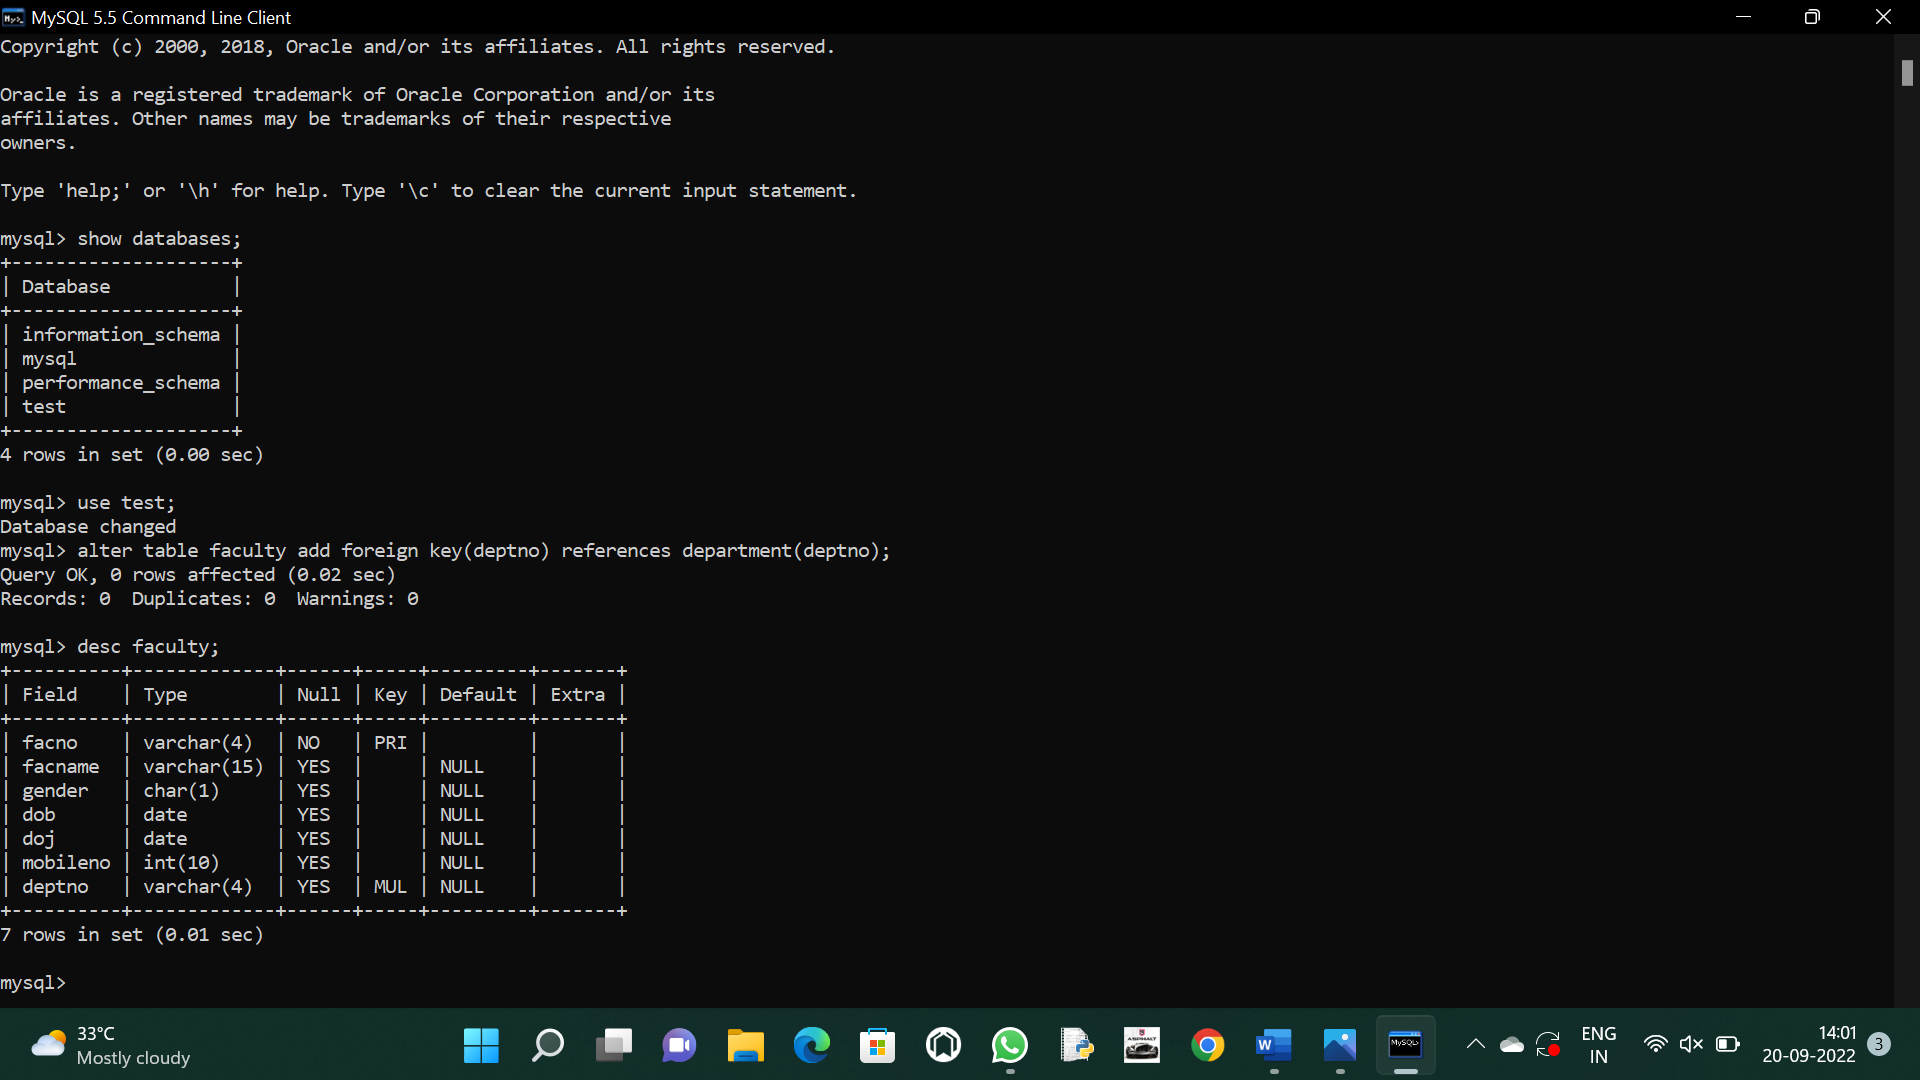 MySQL 5.5 Command Line Client
Copyright (c) 2000, 2018, Oracle and/or its affiliates. All rights reserved.
Oracle is a registered trademark of Oracle Corporation and/or its
affiliates. Other names may be trademarks of their respective
owners.
Type 'help;' or '\h' for help. Type '\c' to clear the current input statement.
mysql> show databases;
+--------------------+
| Database           |
+--------------------+
| information_schema |
| mysql              |
| performance_schema |
| test               |
+--------------------+
4 rows in set (0.00 sec)
mysql> use test;
Database changed
mysql> alter table faculty add foreign key(deptno) references department(deptno);
Query OK, 0 rows affected (0.02 sec)
Records: 0  Duplicates: 0  Warnings: 0
mysql> desc faculty;
+----------+-------------+------+-----+---------+-------+
| Field    | Type        | Null | Key | Default | Extra |
+----------+-------------+------+-----+---------+-------+
| facno    | varchar(4)  | NO   | PRI |         |       |
| facname  | varchar(15) | YES  |     | NULL    |       |
| gender   | char(1)     | YES  |     | NULL    |       |
| dob      | date        | YES  |     | NULL    |       |
| doj      | date        | YES  |     | NULL    |       |
| mobileno | int(10)     | YES  |     | NULL    |       |
| deptno   | varchar(4)  | YES  | MUL | NULL    |       |
+----------+-------------+------+-----+---------+-------+
7 rows in set (0.01 sec)
mysql>
33°C
Mostly cloudy
ASPHALT
W
MySQL
ENG
IN
14:01
20-09-2022
3